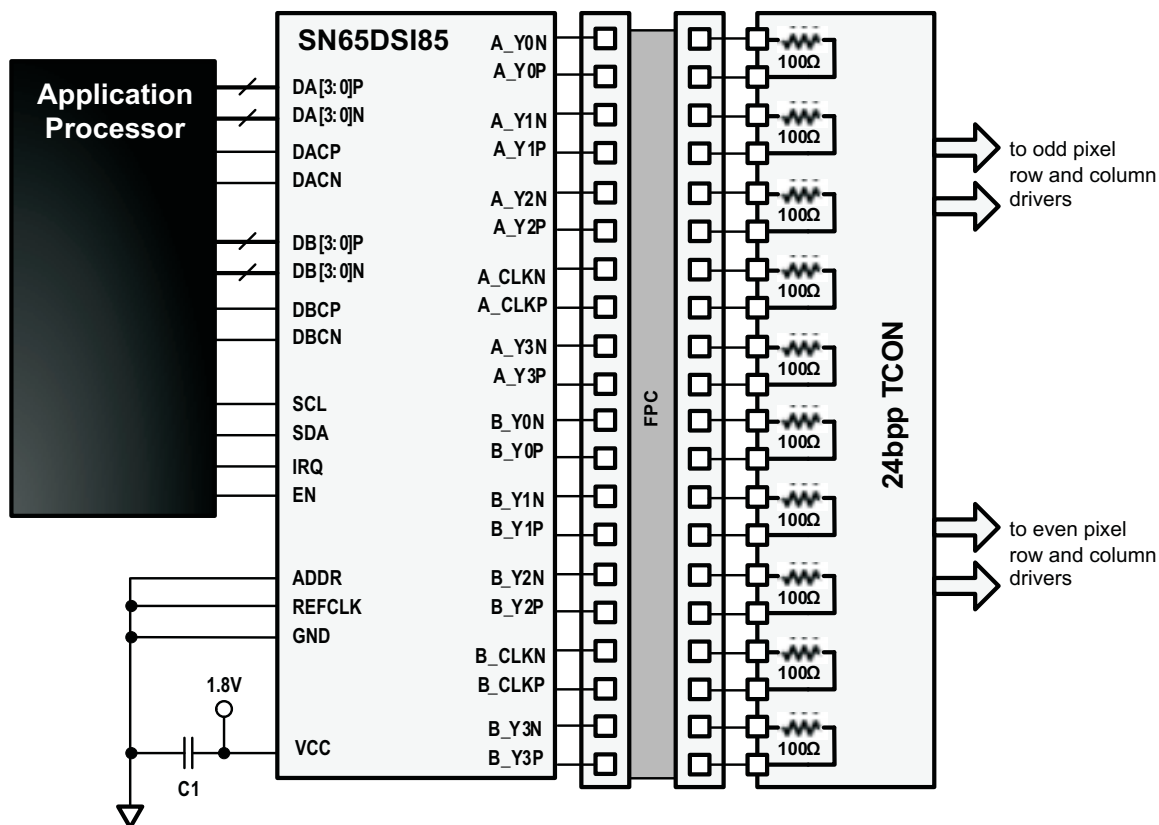 SN65DSI85
Application
Processor
DA[3:0]P
DA[3:0]N
DACP
DACN
DB[3:0]P
DB[3:0]N
DBCP
DBCN
SCL
SDA
IRQ
EN
ADDR
REFCLK
GND
1.8V
VCC
C1
A_Y0N
A_Y0P
A_Y1N
A_Y1P
A_Y2N
A_Y2P
A_CLKN
A_CLKP
A_Y3N
A_Y3P
B_Y0N
B_Y0P
B_Y1N
B_Y1P
B_Y2N
B_Y2P
B_CLKN
B_CLKP
B_Y3N
B_Y3P
FPC
100Ω
100Ω
100Ω
100Ω
100Ω
100Ω
100Ω
100Ω
100Ω
100Ω
24bpp TCON
to odd pixel
row and column
drivers
to even pixel
row and column
drivers